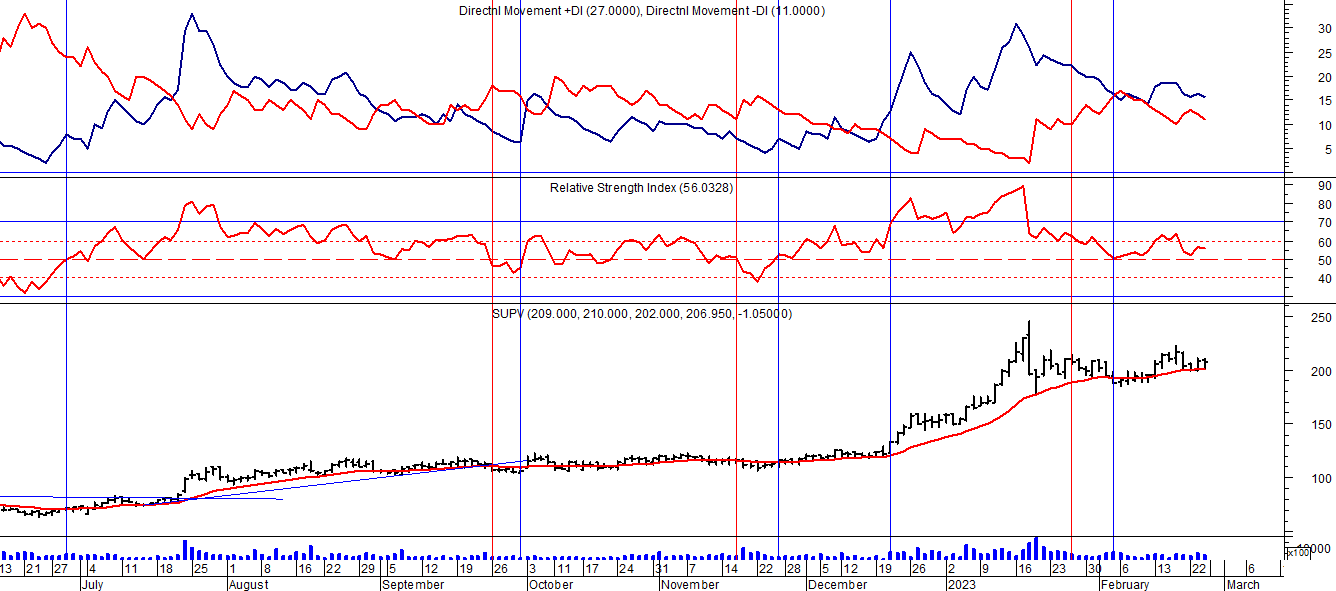 Directnl Movement +DI (27.0000), Directnl Movement -DI (11.0000)
30
25
20
15
10
5
Relative Strength Index (56.0328)
90
80
70
60
50
40
SUPV (209.000, 210.000, 202.000, 206.950, -1.05000)
250
200
150
100
x100
13 21 27 4 11 18 25 1 8 16 22 29 5 12 19 26 3 11 17 24 31 7 14 22 28 5 12 19 26 2 9 16 23 30 6 13 22 6
July August September October November December 2023 February March